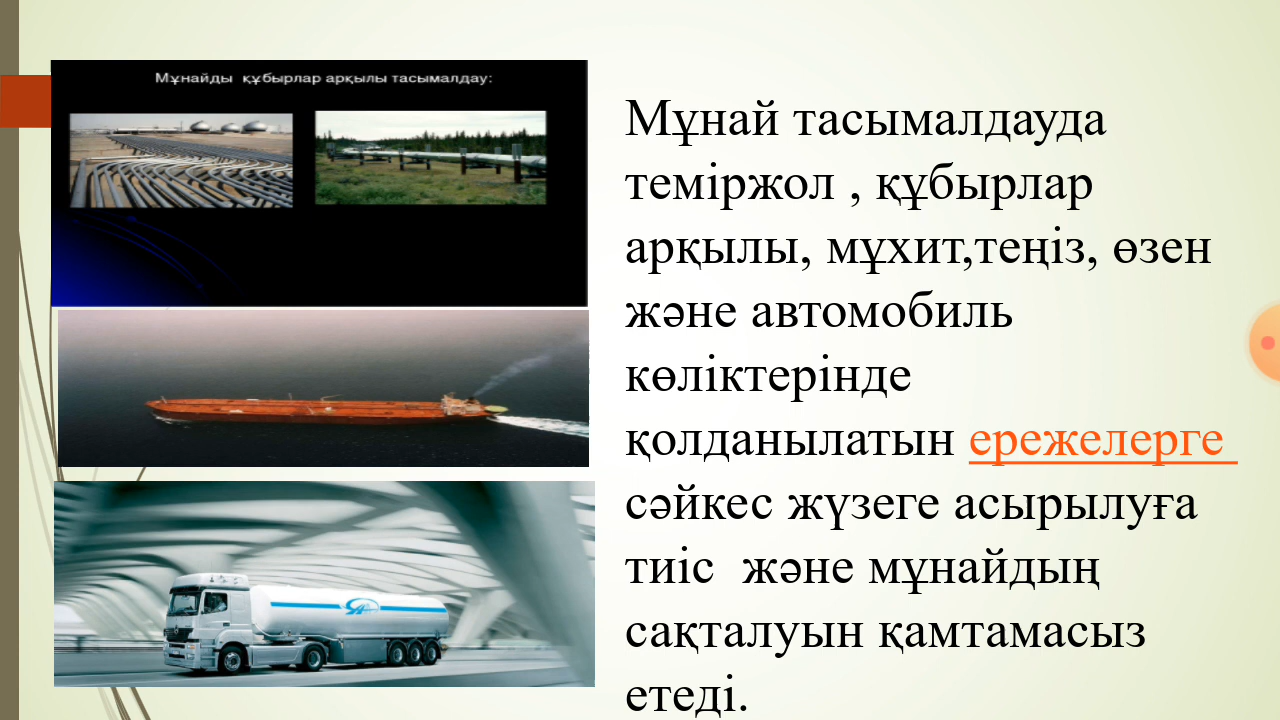 Мұнайды құбырлар арқылы тасымалдау:
Мұнай тасымалдауда
теміржол , құбырлар
арқылы, мұхит,теңіз, өзен
және автомобиль
көліктерінде
қолданылатын ережелерге
сәйкес жүзеге асырылуға
тиіс және мұнайдың
сақталуын қамтамасыз
етеді.